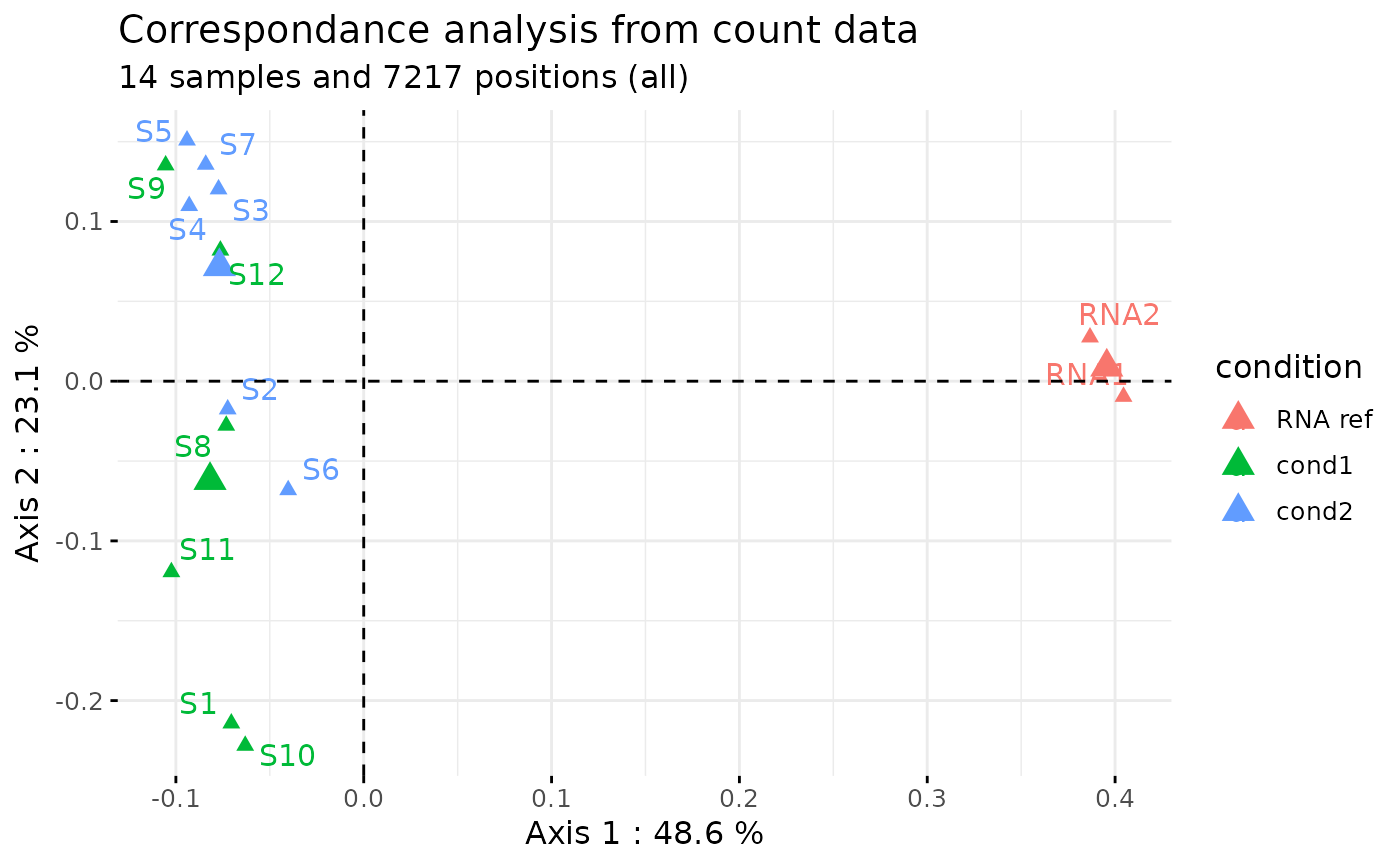 Correspondance analysis from count data
14 samples and 7217 positions (all)
S5
S7
S9
S3
S4
S12
RNA2
RNA1
S2
S8
S6
S11
S1
S10
0.1
0.0
-0.1
-0.2
Axis 2 : 23.1 %
-0.1
0.0
0.1
0.2
0.3
0.4
Axis 1 : 48.6 %
condition
RNA ref
cond1
cond2